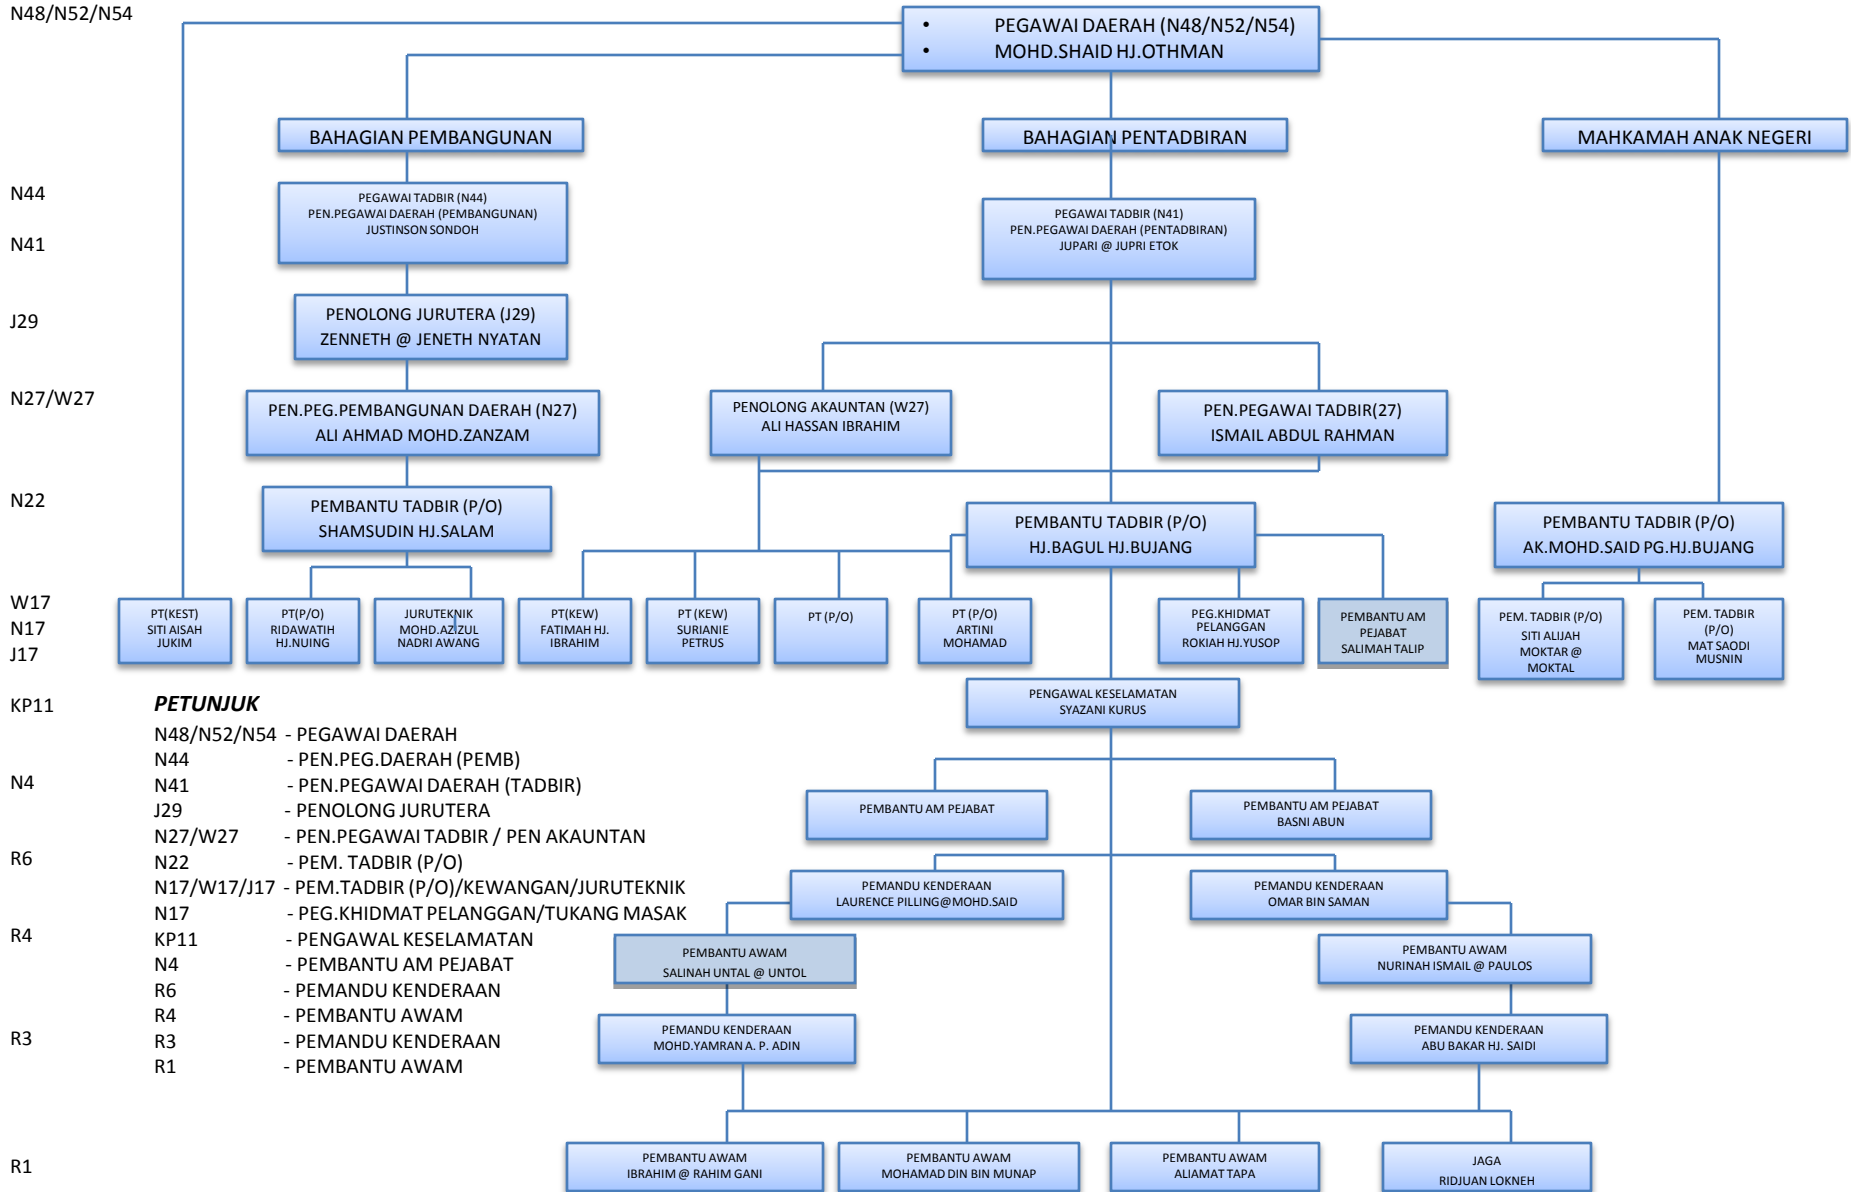 N48/N52/N54
• PEGAWAI DAERAH (N48/N52/N54)
• MOHD.SHAID HJ.OTHMAN
BAHAGIAN PEMBANGUNAN
BAHAGIAN PENTADBIRAN
MAHKAMAH ANAK NEGERI
N44
PEGAWAI TADBIR (N44)
PEN.PEGAWAI DAERAH (PEMBANGUNAN)
JUSTINSON SONDOH
PEGAWAI TADBIR (N41)
PEN.PEGAWAI DAERAH (PENTADBIRAN)
JUPARI @ JUPRI ETOK
N41
J29
PENOLONG JURUTERA (J29)
ZENNETH @ JENETH NYATAN
N27/W27
PEN.PEG.PEMBANGUNAN DAERAH (N27)
ALI AHMAD MOHD.ZANZAM
PENOLONG AKAUNTAN (W27)
ALI HASSAN IBRAHIM
PEN.PEGAWAI TADBIR(27)
ISMAIL ABDUL RAHMAN
N22
PEMBANTU TADBIR (P/O)
SHAMSUDIN HJ.SALAM
PEMBANTU TADBIR (P/O)
HJ.BAGUL HJ.BUJANG
PEMBANTU TADBIR (P/O)
AK.MOHD.SAID PG.HJ.BUJANG
W17
N17
J17
PT(KEST)
SITI AISAH
JUKIM
PT(P/O)
RIDAWATIH
HJ.NUING
JURUTEKNIK
MOHD.AZIZUL
NADRI AWANG
PT(KEW)
FATIMAH HJ.
IBRAHIM
PT (KEW)
SURIANIE
PETRUS
PT (P/O)
PT (P/O)
ARTINI
MOHAMAD
PEG.KHIDMAT
PELANGGAN
ROKIAH HJ.YUSOP
PEMBANTU AM
PEJABAT
SALIMAH TALIP
PEM. TADBIR (P/O)
SITI ALIJAH
MOKTAR @
MOKTAL
PEM. TADBIR
(P/O)
MAT SAODI
MUSNIN
KP11
PENGAWAL KESELAMATAN
SYAZANI KURUS
PETUNJUK
N48/N52/N54 - PEGAWAI DAERAH
N44 - PEN.PEG.DAERAH (PEMB)
N41 - PEN.PEGAWAI DAERAH (TADBIR)
J29 - PENOLONG JURUTERA
N27/W27 - PEN.PEGAWAI TADBIR / PEN AKAUNTAN
N22 - PEM. TADBIR (P/O)
N17/W17/J17 - PEM.TADBIR (P/O)/KEWANGAN/JURUTEKNIK
N17 - PEG.KHIDMAT PELANGGAN/TUKANG MASAK
KP11 - PENGAWAL KESELAMATAN
N4 - PEMBANTU AM PEJABAT
R6 - PEMANDU KENDERAAN
R4 - PEMBANTU AWAM
R3 - PEMANDU KENDERAAN
R1 - PEMBANTU AWAM
N4
PEMBANTU AM PEJABAT
PEMBANTU AM PEJABAT
BASNI ABUN
R6
PEMANDU KENDERAAN
LAURENCE PILLING@MOHD.SAID
PEMANDU KENDERAAN
OMAR BIN SAMAN
R4
PEMBANTU AWAM
SALINAH UNTAL @ UNTOL
PEMBANTU AWAM
NURINAH ISMAIL @ PAULOS
R3
PEMANDU KENDERAAN
MOHD.YAMRAN A. P. ADIN
PEMANDU KENDERAAN
ABU BAKAR HJ. SAIDI
R1
PEMBANTU AWAM
IBRAHIM @ RAHIM GANI
PEMBANTU AWAM
MOHAMAD DIN BIN MUNAP
PEMBANTU AWAM
ALIAMAT TAPA
JAGA
RIDJUAN LOKNEH